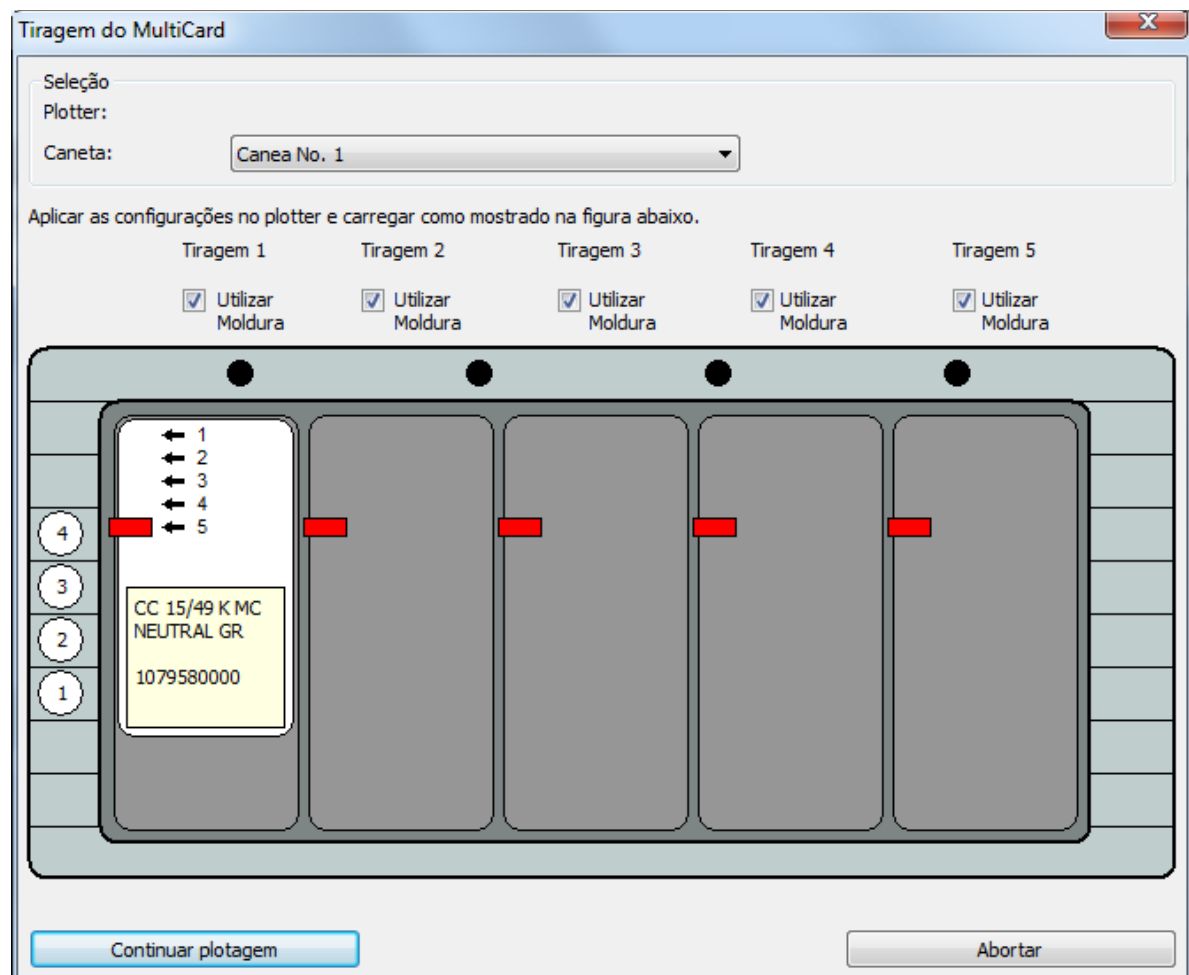 Tiragem do MultiCard
X
Seleção
Plotter:
Caneta:
Canea No. 1
Aplicar as configurações no plotter e carregar como mostrado na figura abaixo.
Tiragem 1 Tiragem 2 Tiragem 3 Tiragem 4 Tiragem 5
Utilizar Utilizar Utilizar Utilizar Utilizar
Moldura Moldura Moldura Moldura Moldura
1
2
3
4
5
4
3
2
1
CC 15/49 K MC
NEUTRAL GR
1079580000
Continuar plotagem
Abortar